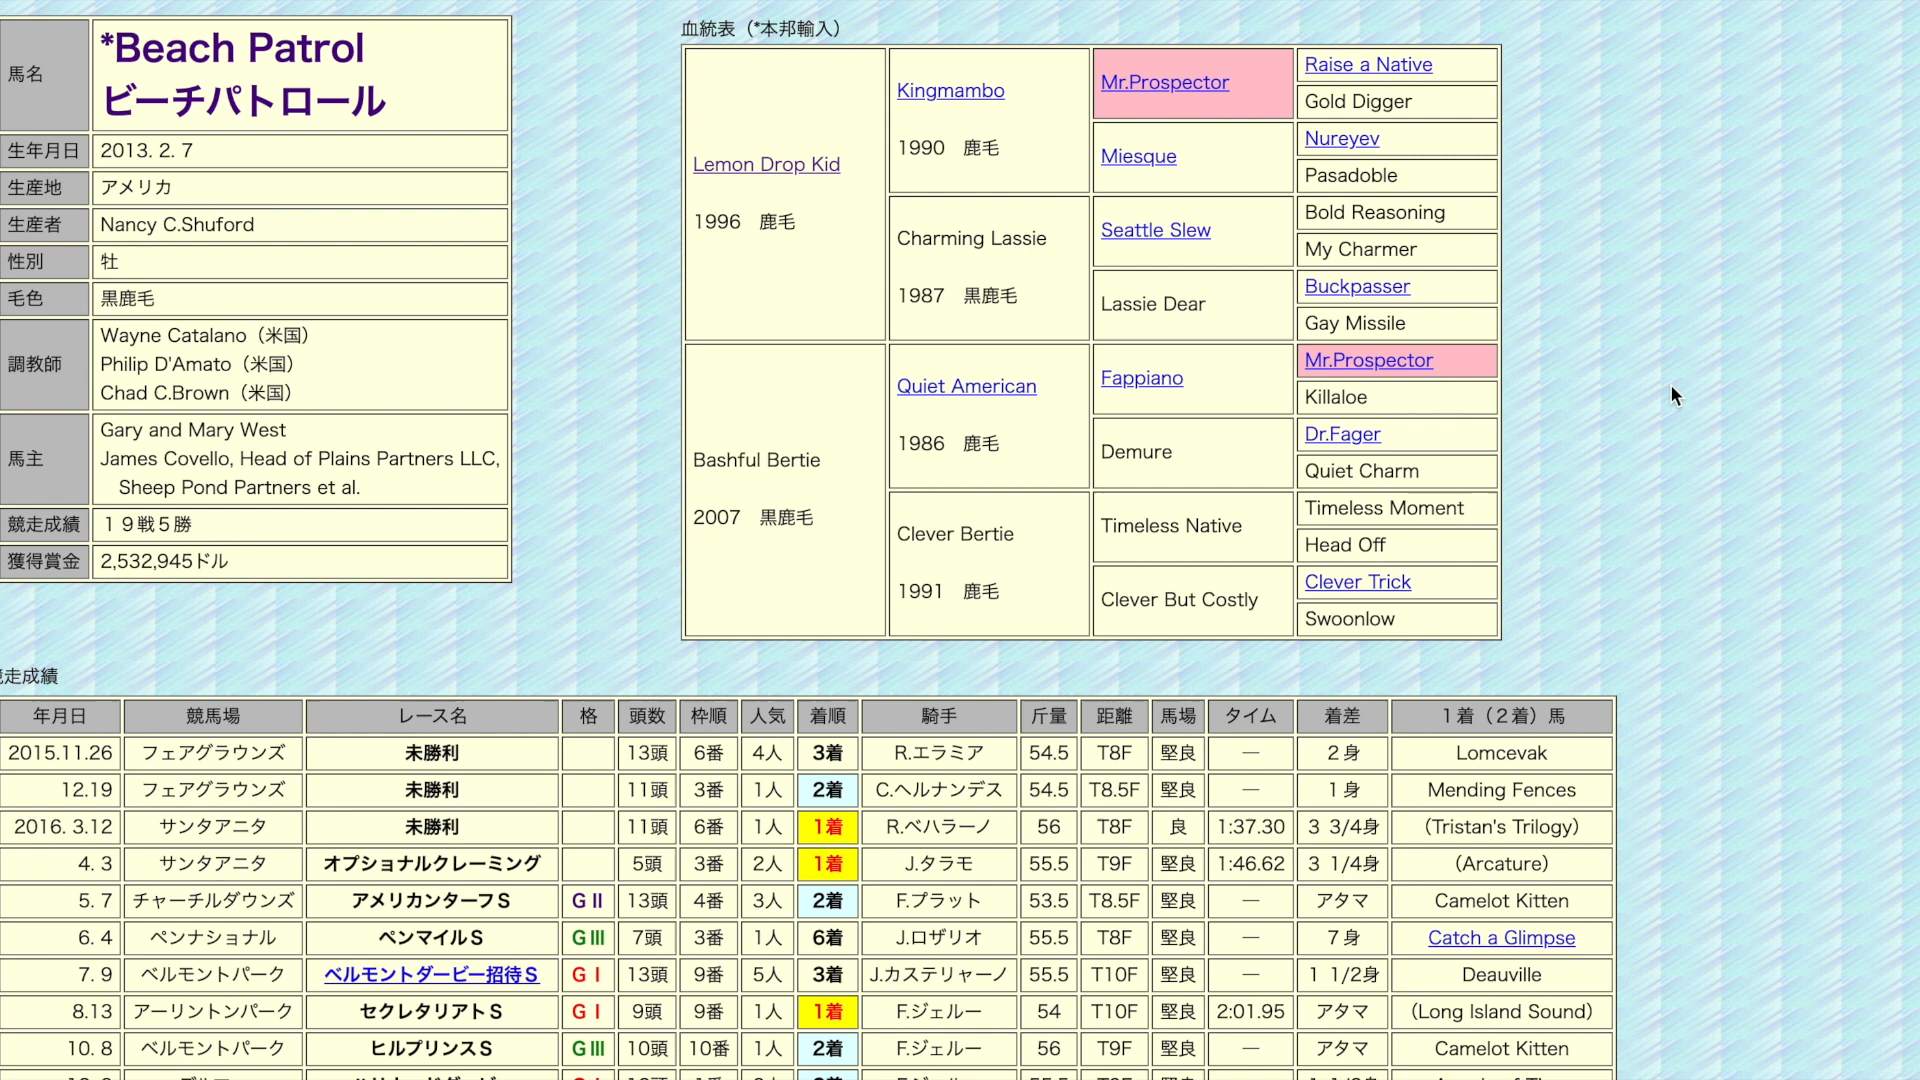 馬名
*Beach Patrol
ビーチパトロール
生年月日 2013. 2. 7
生産地 アメリカ
生産者 Nancy C.Shuford
性別 牡
毛色 黒鹿毛
調教師
Wayne Catalano（米国）
Philip D'Amato（米国）
Chad C.Brown（米国）
馬主
Gary and Mary West
James Covello, Head of Plains Partners LLC,
Sheep Pond Partners et al.
競走成績 １９戦５勝
獲得賞金 2,532,945ドル
血統表（*本邦輸入）
Lemon Drop Kid
1996 鹿毛
Kingmambo
1990 鹿毛
Mr.Prospector
Raise a Native
Gold Digger
Miesque
Nureyev
Pasadoble
Charming Lassie
1987 黒鹿毛
Seattle Slew
Bold Reasoning
My Charmer
Lassie Dear
Buckpasser
Gay Missile
Bashful Bertie
2007 黒鹿毛
Quiet American
1986 鹿毛
Fappiano
Mr.Prospector
Killaloe
Demure
Dr.Fager
Quiet Charm
Clever Bertie
1991 鹿毛
Timeless Native
Timeless Moment
Head Off
Clever But Costly
Clever Trick
Swoonlow
走成績
年月日 競馬場 レース名 格 頭数 枠順 人気 着順 騎手 斤量 距離 馬場 タイム 着差 １着（２着）馬
2015.11.26 フェアグラウンズ 未勝利 13頭 6番 4人 3着 R.エラミア 54.5 T8F 堅良 — ２身 Lomcevak
12.19 フェアグラウンズ 未勝利 11頭 3番 1人 2着 C.ヘルナンデス 54.5 T8.5F 堅良 — １身 Mending Fences
2016. 3.12 サンタアニタ 未勝利 11頭 6番 1人 1着 R.ベハラーノ 56 T8F 良 1:37.30 ３ 3/4身 （Tristan's Trilogy）
4. 3 サンタアニタ オプショナルクレーミング 5頭 3番 2人 1着 J.タラモ 55.5 T9F 堅良 1:46.62 ３ 1/4身 （Arcature）
5. 7 チャーチルダウンズ アメリカンターフＳ GⅡ 13頭 4番 3人 2着 F.プラット 53.5 T8.5F 堅良 — アタマ Camelot Kitten
6. 4 ペンナショナル ペンマイルＳ GⅢ 7頭 3番 1人 6着 J.ロザリオ 55.5 T8F 堅良 — ７身 Catch a Glimpse
7. 9 ベルモントパーク ベルモントダービー招待Ｓ GⅠ 13頭 9番 5人 3着 J.カステリャーノ 55.5 T10F 堅良 — １ 1/2身 Deauville
8.13 アーリントンパーク セクレタリアトＳ GⅠ 9頭 9番 1人 1着 F.ジェルー 54 T10F 堅良 2:01.95 アタマ （Long Island Sound）
10. 8 ベルモントパーク ヒルプリンスＳ GⅢ 10頭 10番 1人 2着 F.ジェルー 56 T9F 堅良 — アタマ Camelot Kitten